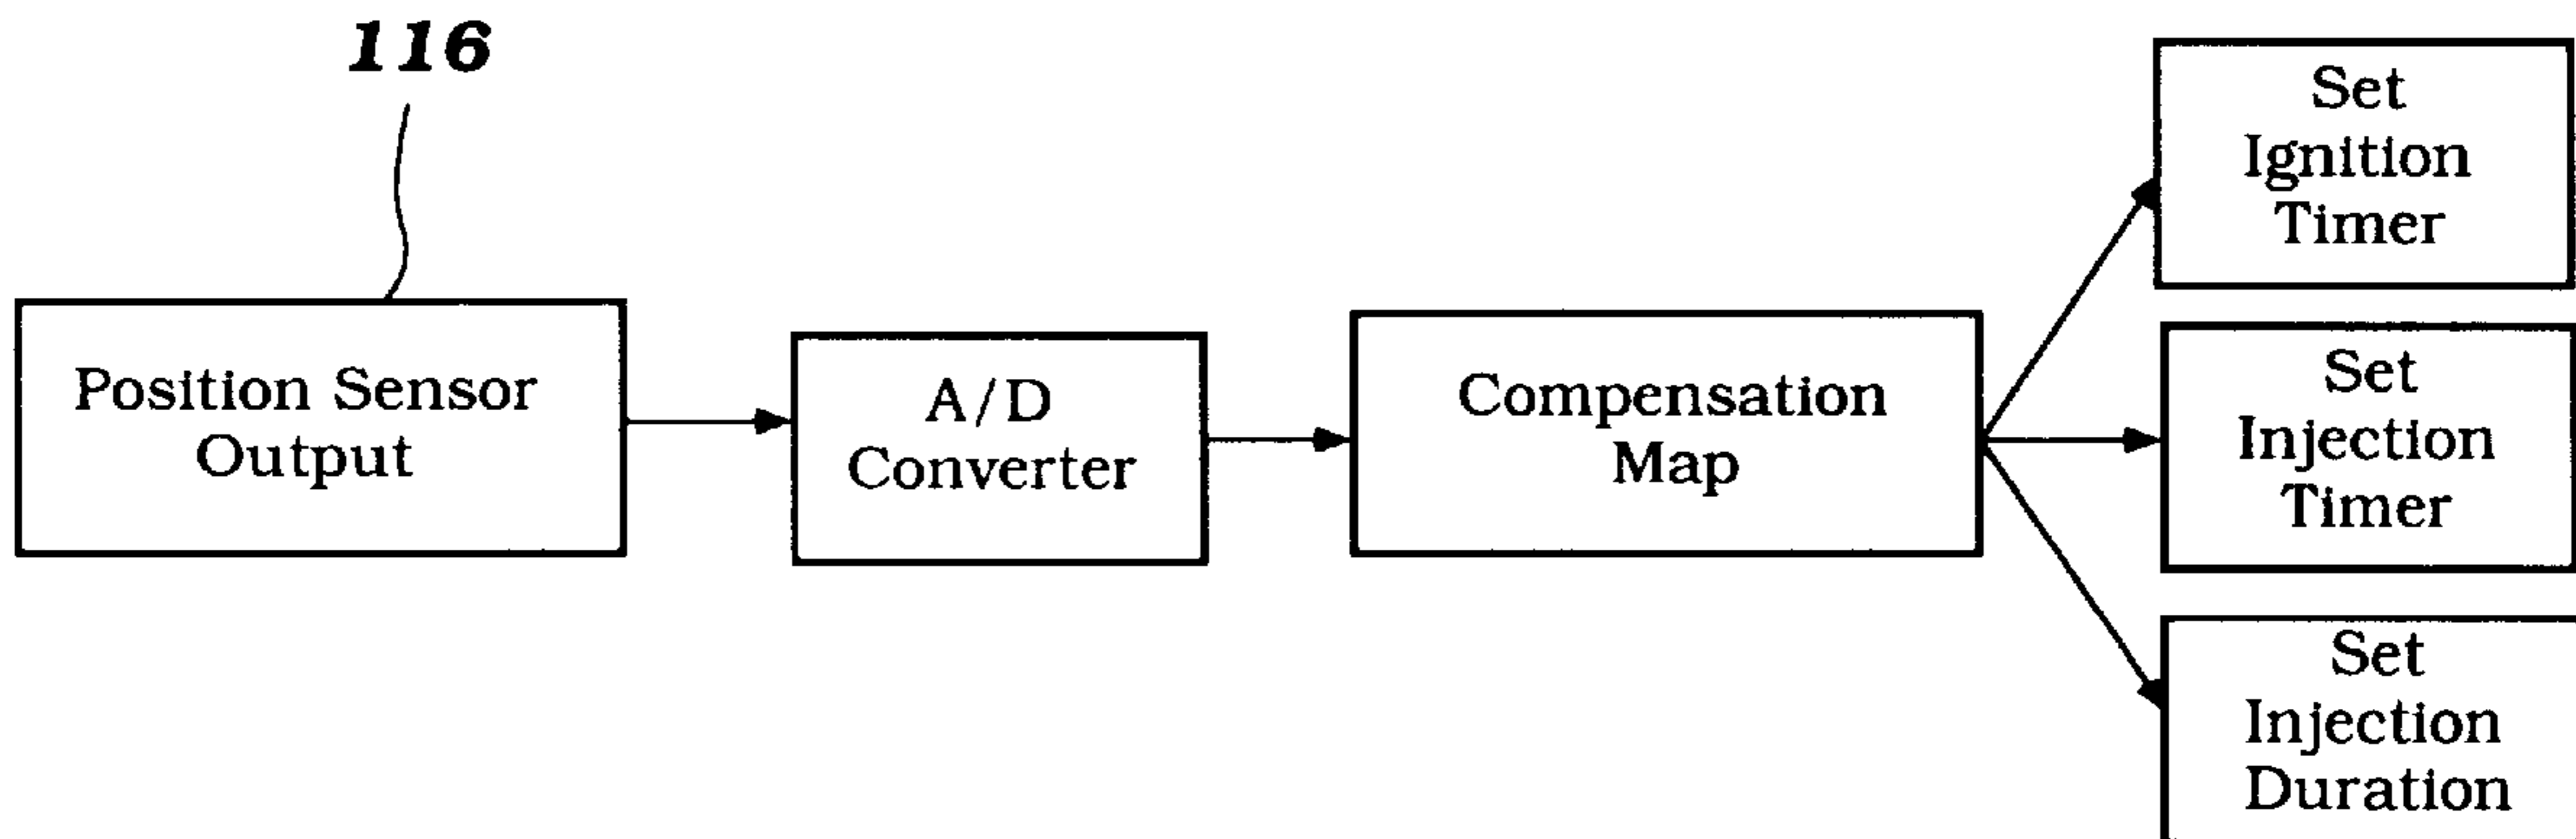 116
Position Sensor
Output
A/D
Converter
Compensation
Map
Set
Ignition
Timer
Set
Injection
Timer
Set
Injection
Duration